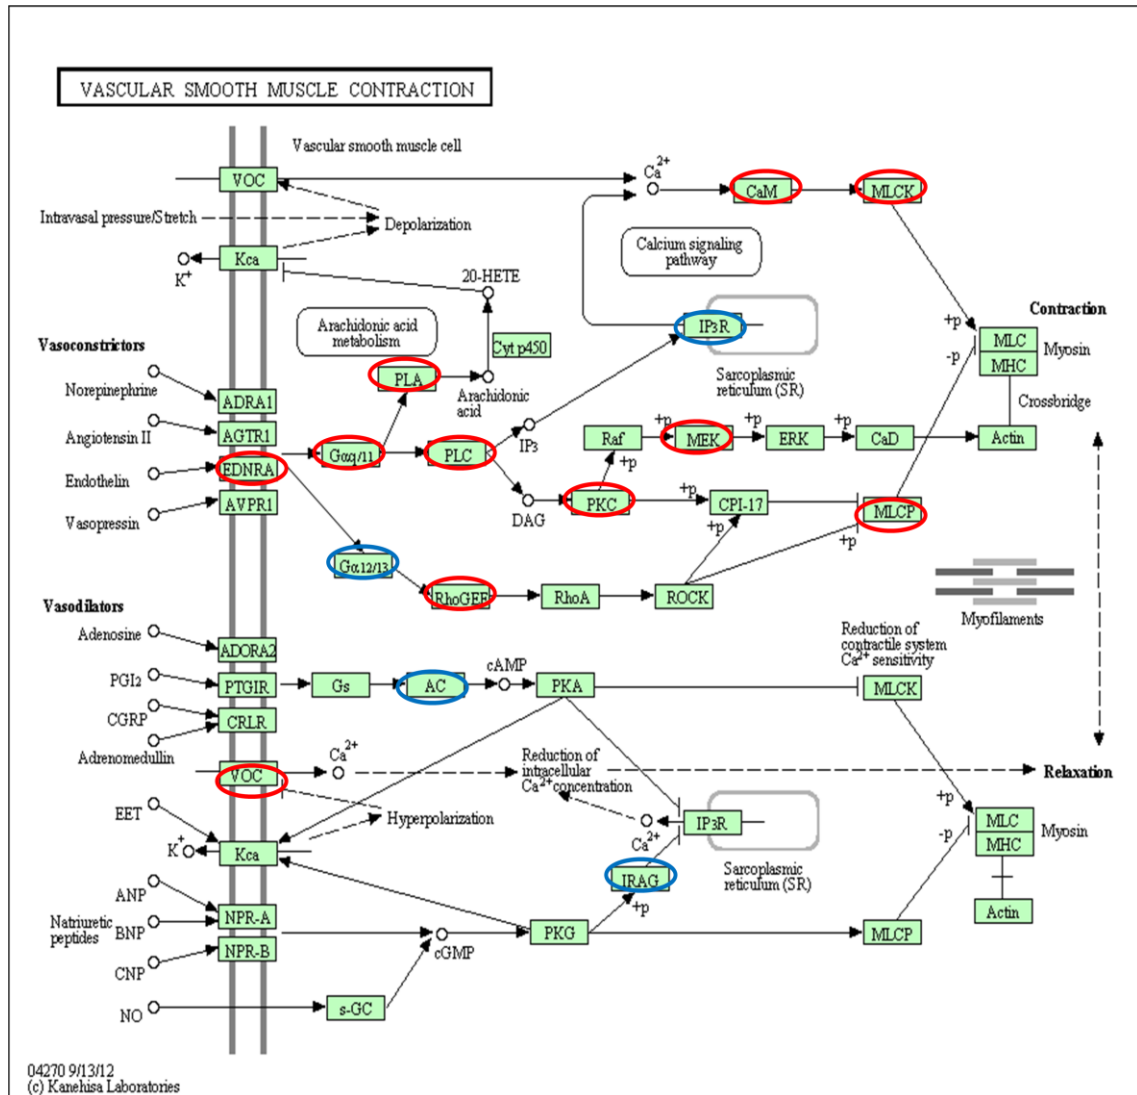 VASCULAR SMOOTH MUSCLE CONTRACTION
Vascular smooth muscle cell
VOC
Ca2+
CaM
MLCK
Intravasal pressure/Stretch
Depolarization
Kca
K+
Calcium signaling
pathway
20-HETE
Arachidonic acid
metabolism
Cyt p450
IP3R
Sarcoplasmic
reticulum (SR)
+p
-p
Contraction
MLC
MHC
Myosin
Crossbridge
Actin
Vasoconstrictors
Norepinephrine
ADRA1
Angiotensin II
AGTR1
Endothelin
EDNRA
Vasopressin
AVPR1
PLA
Arachidonic
acid
Gαq/11
PLC
IP3
DAG
+p
Raf
+p
MEK
+p
ERK
+p
CaD
+p
PKC
+p
CPI-17
+p
MLCP
+p
Gα12/13
RhoGEF
RhoA
ROCK
Myofilaments
Vasodilators
Adenosine
ADORA2
PGI2
PTGIR
Gs
AC
cAMP
PKA
Reduction of
contractile system
Ca2+ sensitivity
MLCK
CGRP
CRLR
Adrenomedullin
VOC
Ca2+
Reduction of
intracellular
Ca2+ concentration
Relaxation
EET
Hyperpolarization
K+
Kca
Ca2+
IP3R
Sarcoplasmic
reticulum (SR)
+p
-p
MLC
MHC
Myosin
Actin
IRAG
+p
ANP
Natriuretic
peptides
BNP
CNP
NPR-A
NPR-B
cGMP
PKG
MLCP
NO
s-GC
04270 9/13/12
(c) Kanehisa Laboratories